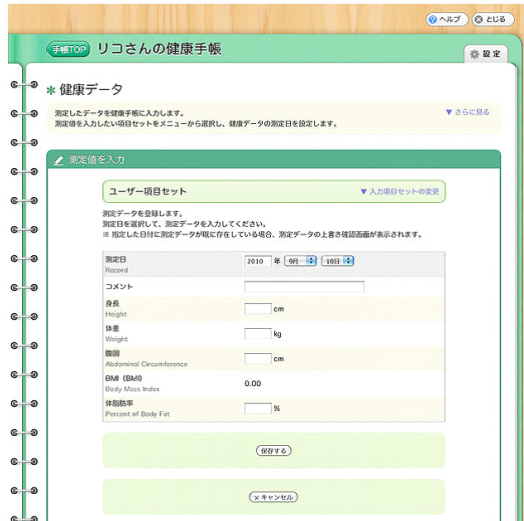 ヘルプ
とじる
手帳TOP リコさんの健康手帳
設定
健康データ
測定したデータを健康手帳に入力します。
▼ さらに見る
測定値を入力したい項目セットをメニューから選択し、健康データの測定日を設定します。
測定値を入力
ユーザー項目セット
▼ 入力項目セットの変更
測定データを登録します。
測定日を選択して、測定データを入力してください。
※ 指定した日付に測定データが既に存在している場合、測定データの上書き確認画面が表示されます。
測定日
Record
2010 年 9月 10日
コメント
身長
Height
cm
体重
Weight
kg
腹囲
Abdominal Circumference
cm
BMI (BMI)
Body Mass Index
0.00
体脂肪率
Percent of Body Fat
%
保存する
× キャンセル